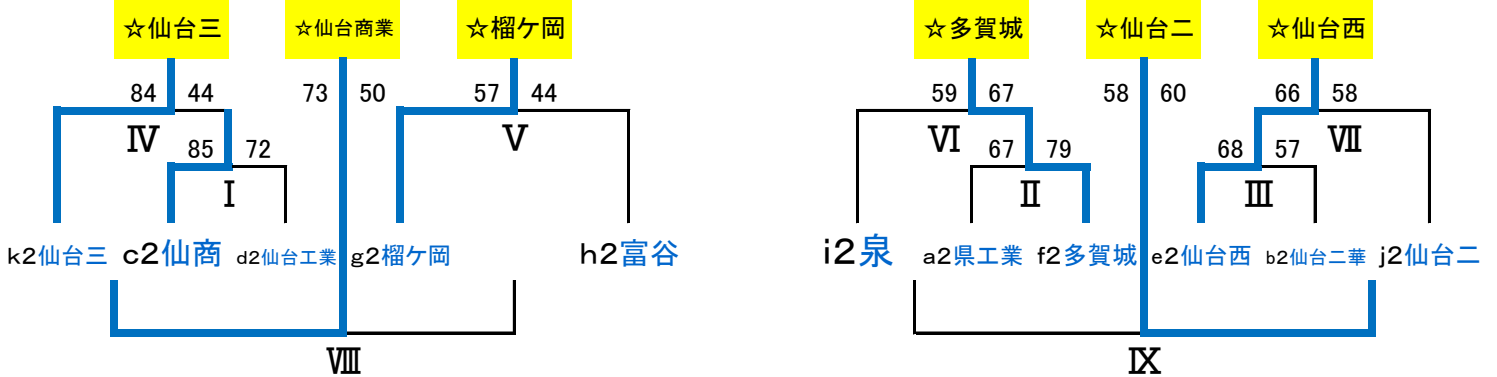 ☆仙台三 ☆仙台商業 ☆榴ケ岡 ☆多賀城 ☆仙台二 ☆仙台西
84 44 73 50 57 44 59 67 58 60 66 58
Ⅳ Ⅴ Ⅵ Ⅶ
85 72 67 79 68 57
Ⅰ Ⅱ Ⅲ
k2仙台三 c2仙商 d2仙台工業 g2榴ケ岡 h2富谷 i2泉 a2県工業 f2多賀城 e2仙台西 b2仙台二華 j2仙台二
Ⅷ Ⅸ